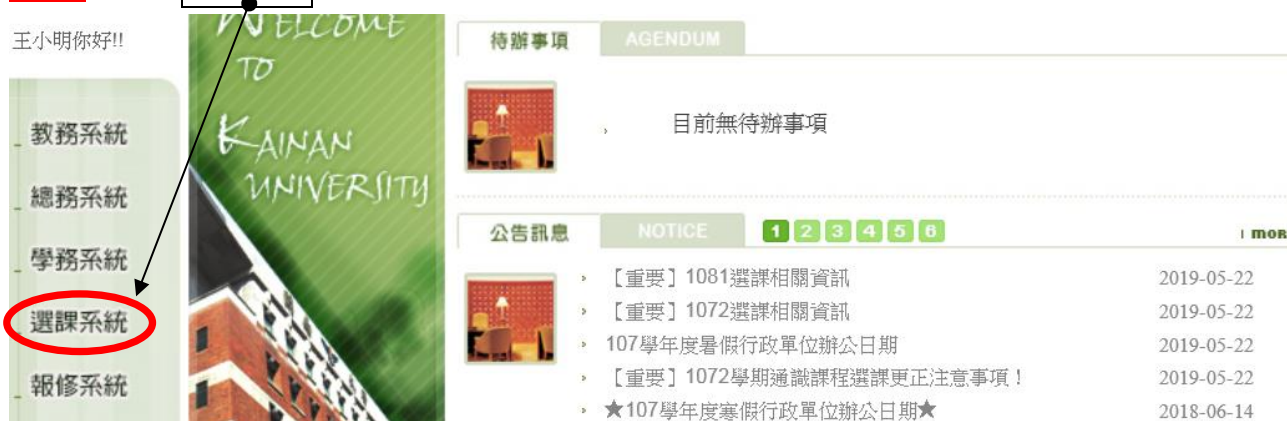 王小明你好!!
教務系統
總務系統
學務系統
選課系統
報修系統
WELCOME
TO
KAINAN
UNIVERSITY
待辦事項 AGENDUM
目前無待辦事項
公告訊息 NOTICE 1 2 3 4 5 6
【重要】1081選課相關資訊 2019-05-22
【重要】1072選課相關資訊 2019-05-22
107學年度暑假行政單位辦公日期 2019-05-22
【重要】1072學期通識課程選課更正注意事項! 2019-05-22
★107學年度寒假行政單位辦公日期★ 2018-06-14